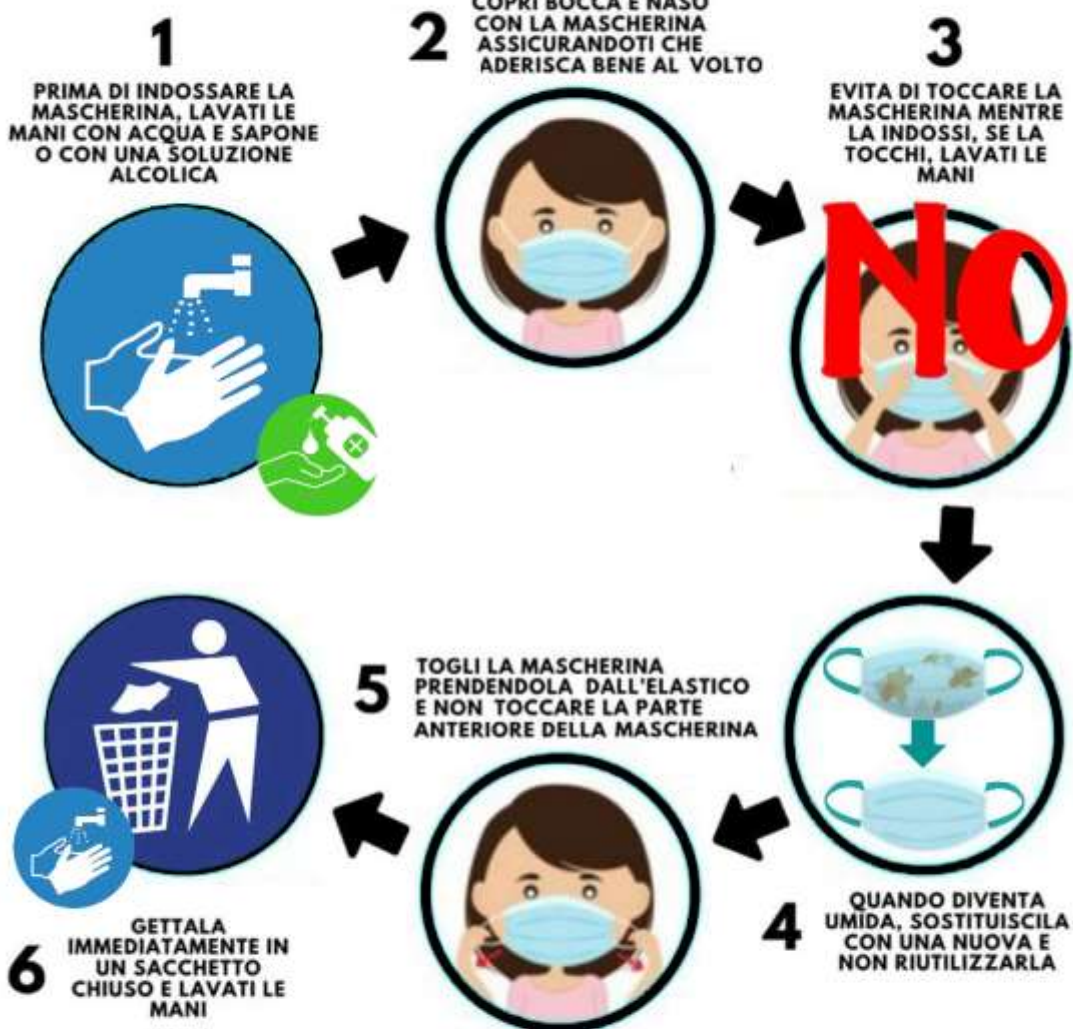 1
PRIMA DI INDOSSARE LA
MASCHERINA, LAVATI LE
MANI CON ACQUA E SAPONE
O CON UNA SOLUZIONE
ALCOLICA
2
COPRI BOCCA E NASO
CON LA MASCHERINA
ASSICURANDOTI CHE
ADERISCA BENE AL VOLTO
3
EVITA DI TOCCARE LA
MASCHERINA MENTRE
LA INDOSSI, SE LA
TOCCHI, LAVATI LE
MANI
NO
4
QUANDO DIVENTA
UMIDA, SOSTITUISCILA
CON UNA NUOVA E
NON RIUTILIZZARLA
5
TOGLI LA MASCHERINA
PRENDENDOLA DALL'ELASTICO
E NON TOCCARE LA PARTE
ANTERIORE DELLA MASCHERINA
6
GETTALA
IMMEDIATAMENTE IN
UN SACCHETTO
CHIUSO E LAVATI LE
MANI